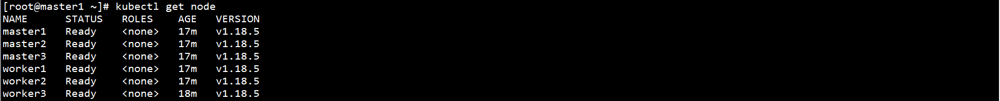 [root@master1 ~]# kubectl get node
NAME      STATUS   ROLES    AGE   VERSION
master1   Ready    <none>   17m   v1.18.5
master2   Ready    <none>   17m   v1.18.5
master3   Ready    <none>   17m   v1.18.5
worker1   Ready    <none>   17m   v1.18.5
worker2   Ready    <none>   17m   v1.18.5
worker3   Ready    <none>   18m   v1.18.5